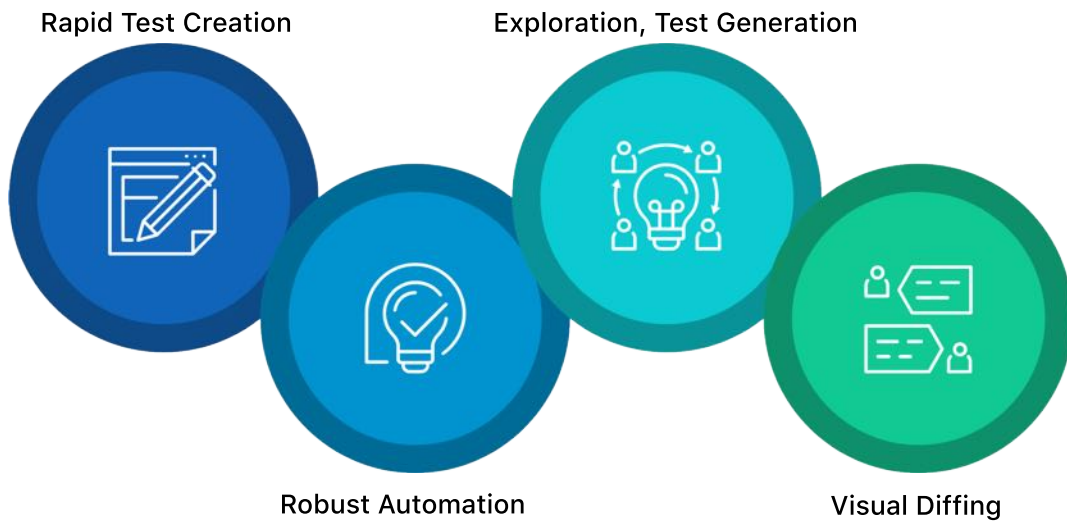 Rapid Test Creation
Exploration, Test Generation
Robust Automation
Visual Diffing